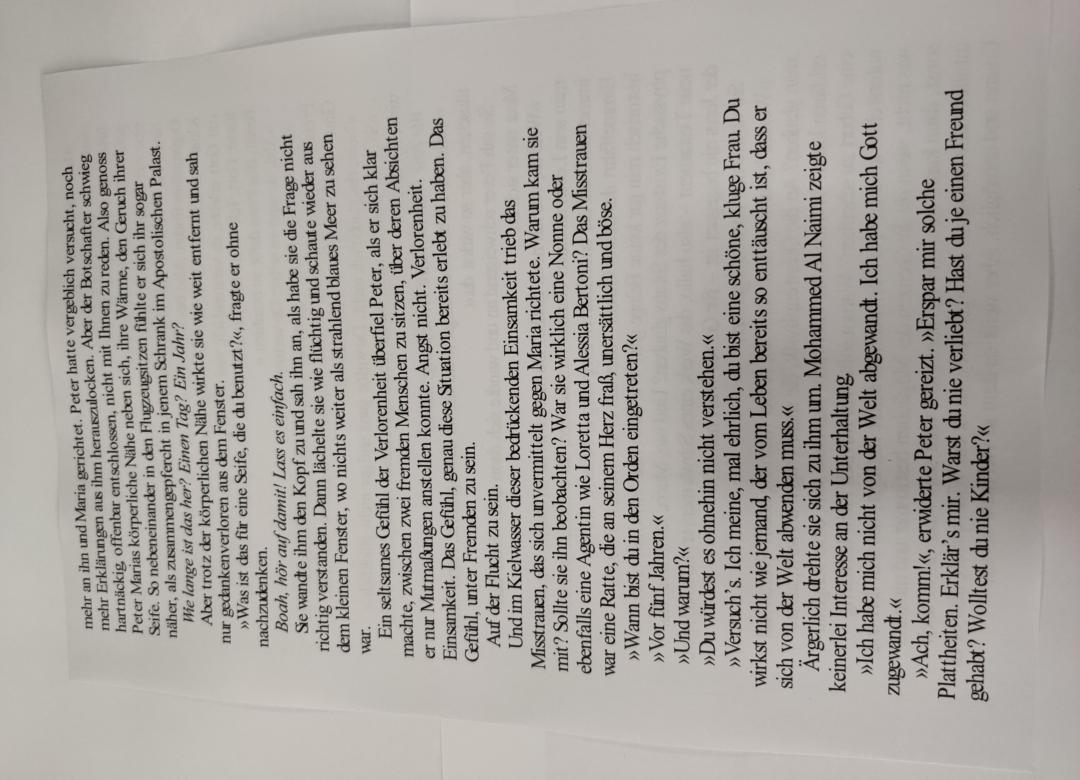 mehr an ihn und Maria gerichtet. Peter hatte vergeblich versucht, noch
mehr Erklärungen aus ihm herauszulocken. Aber der Botschafter schwieg
hartnäckig, offenbar entschlossen, nicht mit Ihnen zu reden. Also genoss
Peter Marias körperliche Nähe neben sich, ihre Wärme, den Geruch ihrer
Seife. So nebeneinander in den Flugzeugsitzen fühlte er sich ihr sogar
näher, als zusammengepfercht in jenem Schrank im Apostolischen Palast.
Wie lange ist das her? Einen Tag? Ein Jahr?
Aber trotz der körperlichen Nähe wirkte sie wie weit entfernt und sah
nur gedankenverloren aus dem Fenster.
»Was ist das für eine Seife, die du benutzt?«, fragte er ohne
nachzudenken.
Boah, hör auf damit! Lass es einfach.
Sie wandte ihm den Kopf zu und sah ihn an, als habe sie die Frage nicht
richtig verstanden. Dann lächelte sie wie flüchtig und schaute wieder aus
dem kleinen Fenster, wo nichts weiter als strahlend blaues Meer zu sehen
war.
Ein seltsames Gefühl der Verlorenheit überfiel Peter, als er sich klar
machte, zwischen zwei fremden Menschen zu sitzen, über deren Absichten
er nur Mutmaßungen anstellen konnte. Angst nicht. Verlorenheit.
Einsamkeit. Das Gefühl, genau diese Situation bereits erlebt zu haben. Das
Gefühl, unter Fremden zu sein.
Auf der Flucht zu sein.
Und im Kielwasser dieser bedrückenden Einsamkeit trieb das
Misstrauen, das sich unvermittelt gegen Maria richtete. Warum kam sie
mit? Sollte sie ihn beobachten? War sie wirklich eine Nonne oder
ebenfalls eine Agentin wie Loretta und Alessia Bertoni? Das Misstrauen
war eine Ratte, die an seinem Herz fraß, unersättlich und böse.
»Wann bist du in den Orden eingetreten?«
»Vor fünf Jahren.«
»Und warum?«
»Du würdest es ohnehin nicht verstehen.«
»Versuch's. Ich meine, mal ehrlich, du bist eine schöne, kluge Frau. Du
wirkst nicht wie jemand, der vom Leben bereits so enttäuscht ist, dass er
sich von der Welt abwenden muss.«
Ärgerlich drehte sie sich zu ihm um. Mohammed Al Naimi zeigte
keinerlei Interesse an der Unterhaltung.
»Ich habe mich nicht von der Welt abgewandt. Ich habe mich Gott
zugewandt.«
»Ach, komm!«, erwiderte Peter gereizt. »Erspar mir solche
Plattheiten. Erklär's mir. Warst du nie verliebt? Hast du je einen Freund
gehabt? Wolltest du nie Kinder?«